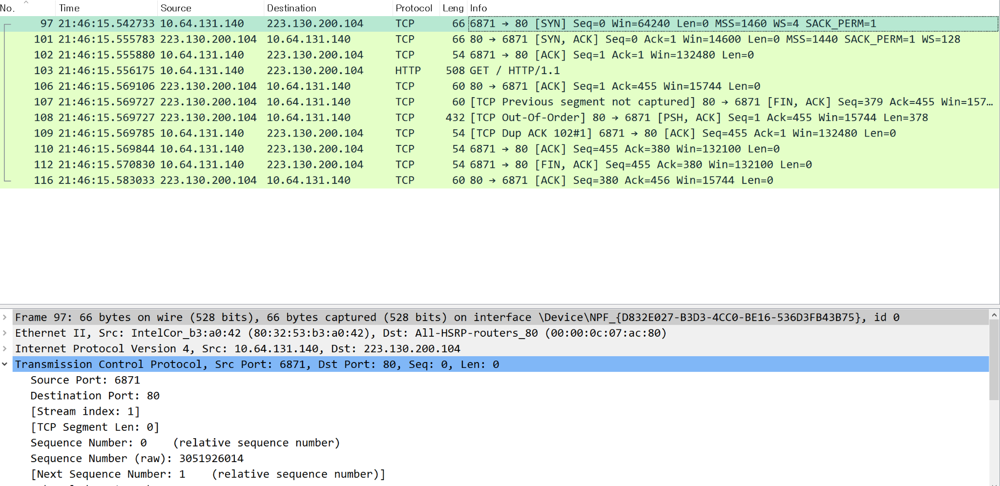 No. Time Source Destination Protocol Leng Info
97 21:46:15.542733 10.64.131.140 223.130.200.104 TCP 66 6871 → 80 [SYN] Seq=0 Win=64240 Len=0 MSS=1460 WS=4 SACK_PERM=1
101 21:46:15.555783 223.130.200.104 10.64.131.140 TCP 66 80 → 6871 [SYN, ACK] Seq=0 Ack=1 Win=14600 Len=0 MSS=1440 SACK_PERM=1 WS=128
102 21:46:15.555880 10.64.131.140 223.130.200.104 TCP 54 6871 → 80 [ACK] Seq=1 Ack=1 Win=132480 Len=0
103 21:46:15.556175 10.64.131.140 223.130.200.104 HTTP 508 GET / HTTP/1.1
106 21:46:15.569106 223.130.200.104 10.64.131.140 TCP 60 80 → 6871 [ACK] Seq=1 Ack=455 Win=15744 Len=0
107 21:46:15.569727 223.130.200.104 10.64.131.140 TCP 60 [TCP Previous segment not captured] 80 → 6871 [FIN, ACK] Seq=379 Ack=455 Win=157…
108 21:46:15.569727 223.130.200.104 10.64.131.140 TCP 432 [TCP Out-Of-Order] 80 → 6871 [PSH, ACK] Seq=1 Ack=455 Win=15744 Len=378
109 21:46:15.569785 10.64.131.140 223.130.200.104 TCP 54 [TCP Dup ACK 102#1] 6871 → 80 [ACK] Seq=455 Ack=1 Win=132480 Len=0
110 21:46:15.569844 10.64.131.140 223.130.200.104 TCP 54 6871 → 80 [ACK] Seq=455 Ack=380 Win=132100 Len=0
112 21:46:15.570830 10.64.131.140 223.130.200.104 TCP 54 6871 → 80 [FIN, ACK] Seq=455 Ack=380 Win=132100 Len=0
116 21:46:15.583033 223.130.200.104 10.64.131.140 TCP 60 80 → 6871 [ACK] Seq=380 Ack=456 Win=15744 Len=0
Frame 97: 66 bytes on wire (528 bits), 66 bytes captured (528 bits) on interface \Device\NPF_{D832E027-B3D3-4CC0-BE16-536D3FB43B75}, id 0
Ethernet II, Src: IntelCor_b3:a0:42 (80:32:53:b3:a0:42), Dst: All-HSRP-routers_80 (00:00:0c:07:ac:80)
Internet Protocol Version 4, Src: 10.64.131.140, Dst: 223.130.200.104
Transmission Control Protocol, Src Port: 6871, Dst Port: 80, Seq: 0, Len: 0
Source Port: 6871
Destination Port: 80
[Stream index: 1]
[TCP Segment Len: 0]
Sequence Number: 0 (relative sequence number)
Sequence Number (raw): 3051926014
[Next Sequence Number: 1 (relative sequence number)]